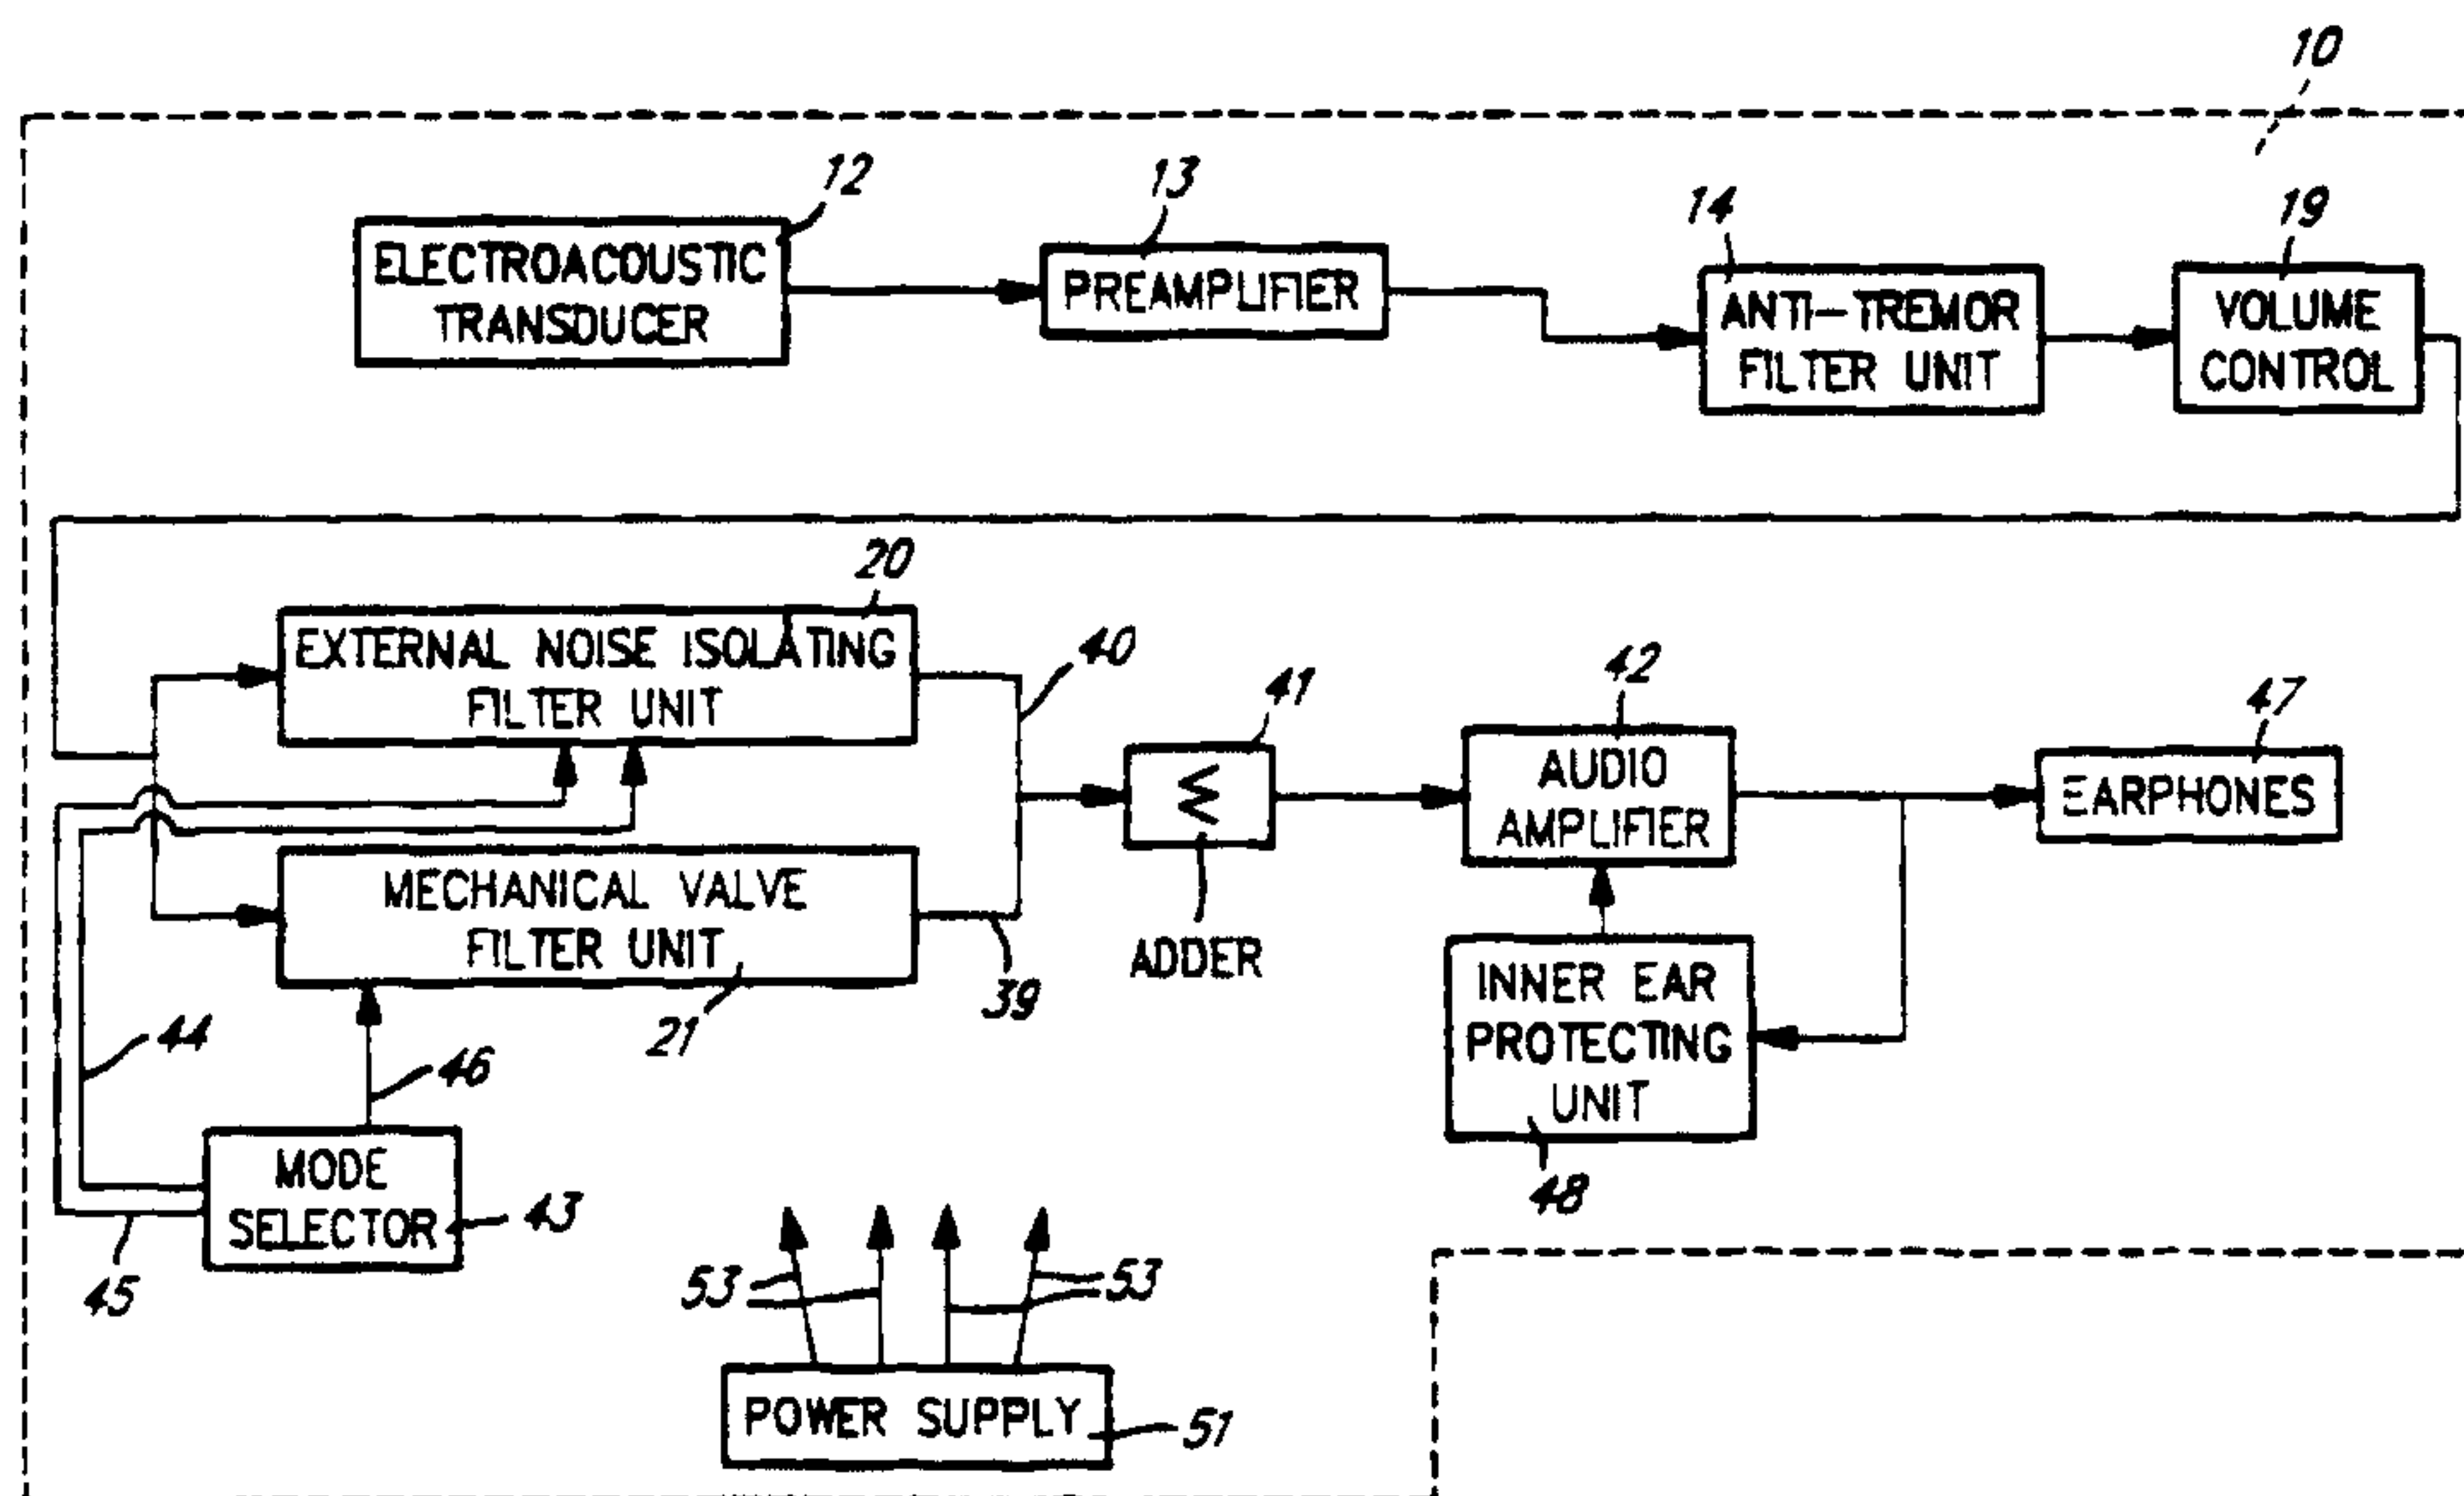 10
12
ELECTROACOUSTIC
TRANSDUCER
13
PREAMPLIFIER
14
ANTI-TREMOR
FILTER UNIT
19
VOLUME
CONTROL
20
EXTERNAL NOISE ISOLATING
FILTER UNIT
40
41
Σ
ADDER
42
AUDIO
AMPLIFIER
47
EARPHONES
MECHANICAL VALVE
FILTER UNIT
21
39
INNER EAR
PROTECTING
UNIT
48
44
46
MODE
SELECTOR
43
45
53
53
POWER SUPPLY
51